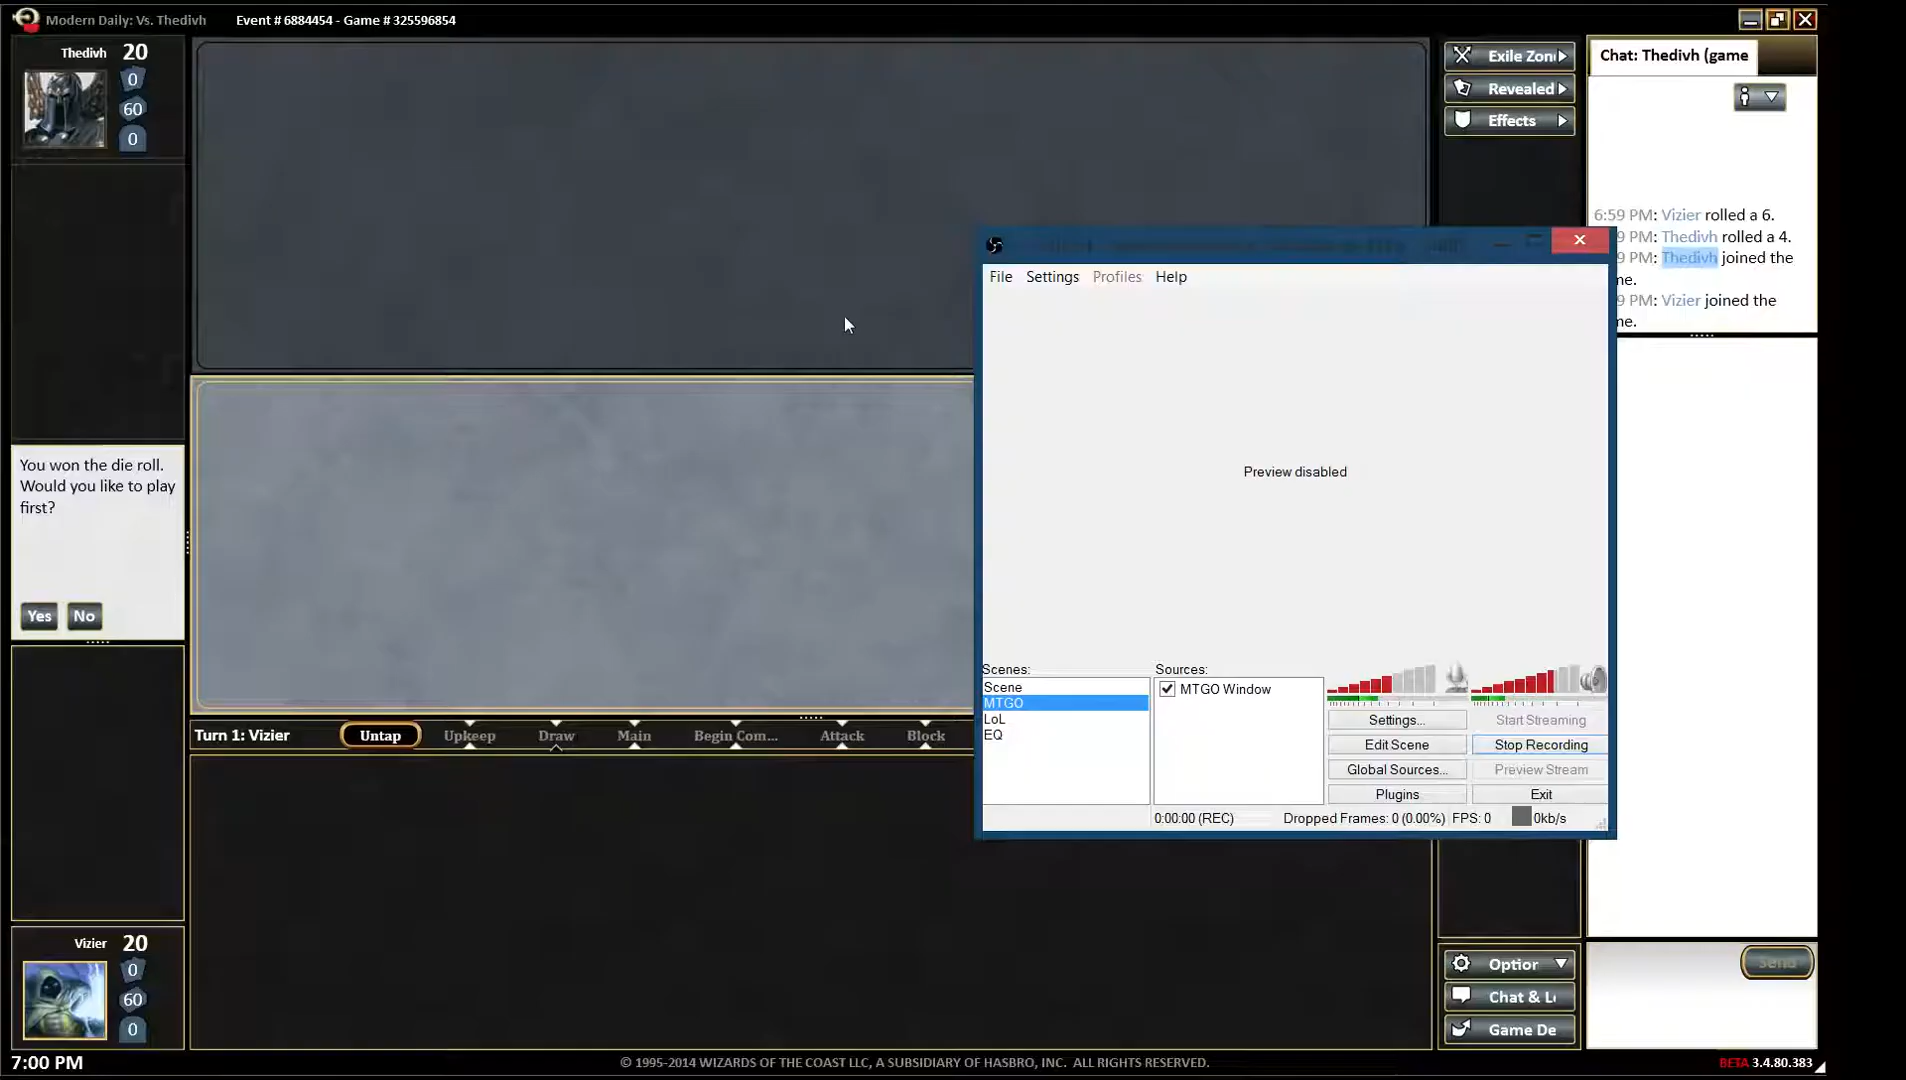 Modern Daily: Vs. Thedivh
Event # 6884454 - Game # 325596854
Thedivh 20
0
60
0
Exile Zon
Revealed
Effects
Chat: Thedivh (game
6:59 PM: Vizier rolled a 6.
9 PM: Thedivh rolled a 4.
9 PM: Thedivh joined the
me.
9 PM: Vizier joined the
me.
You won the die roll.
Would you like to play
first?
Yes No
File Settings Profiles Help
Preview disabled
Scenes:
Scene
MTGO
LoL
EQ
Sources:
MTGO Window
Settings...
Start Streaming
Edit Scene
Stop Recording
Global Sources...
Preview Stream
Plugins
Exit
0:00:00 (REC)
Dropped Frames: 0 (0.00%) FPS: 0
0kb/s
Turn 1: Vizier
Untap
Upkeep
Draw
Main
Begin Com...
Attack
Block
Vizier 20
0
60
0
Optior
Chat & L
Game De
Send
7:00 PM
© 1995-2014 WIZARDS OF THE COAST LLC, A SUBSIDIARY OF HASBRO, INC. ALL RIGHTS RESERVED.
BETA 3.4.80.383